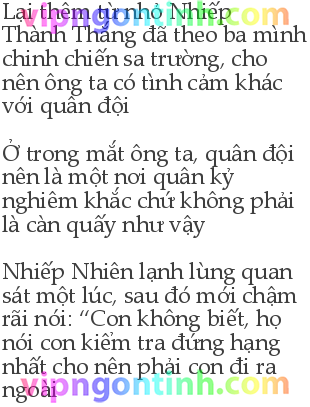 Lại thêm từ nhỏ Nhiếp
vipngontinh.com
Thành Thắng đã theo ba mình
chinh chiến sa trường, cho
nên ông ta có tình cảm khác
với quân đội
Ở trong mắt ông ta, quân đội
nên là một nơi quân kỷ
nghiêm khắc chứ không phải
là càn quấy như vậy
Nhiếp Nhiên lạnh lùng quan
sát một lúc, sau đó mới chậm
rãi nói: “Con không biết, họ
nói con kiểm tra đứng hạng
nhất cho nên phải con đi ra
vipngontinh.com
ngoài